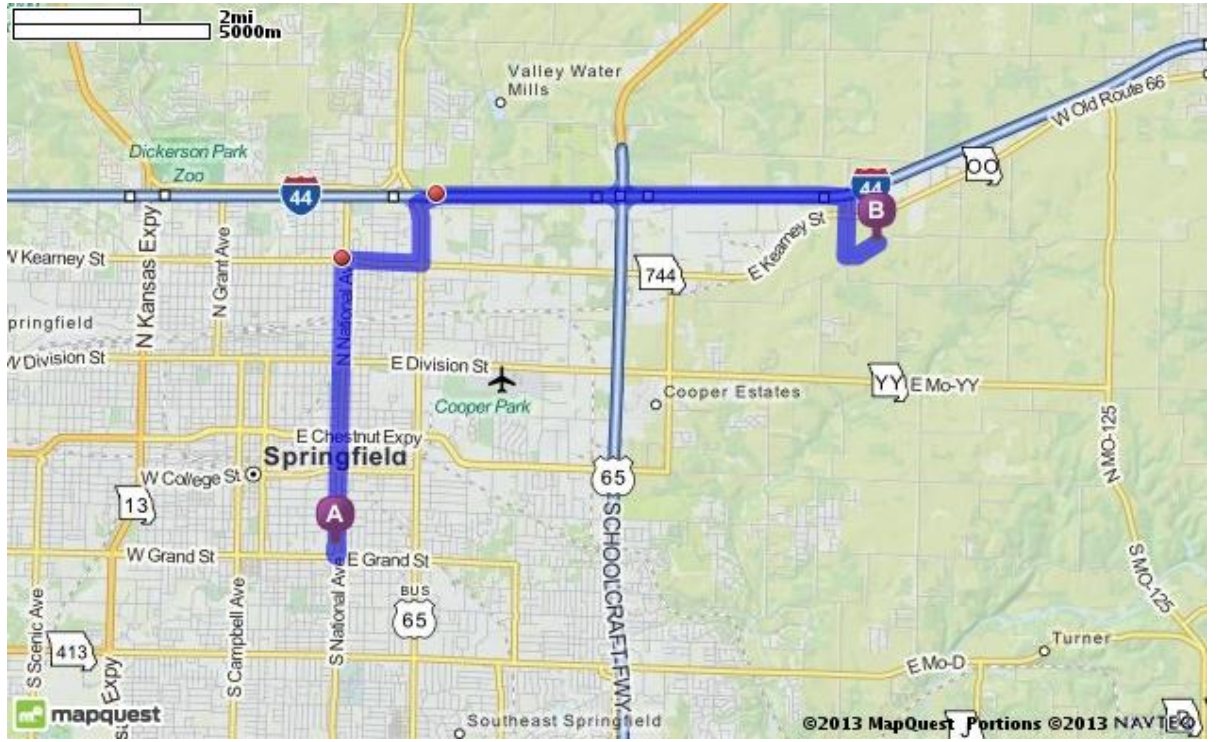 2mi
5000m
Valley Water
Mills
W Old Route 66
OO
Dickerson Park
Zoo
44
44
B
N Kansas Expy
N Grant Ave
W Kearney St
N National Av
E Kearney St
744
pringfield
W Division St
E Division St
YY
E Mo-YY
Cooper Park
Cooper Estates
E Chestnut Expy
Springfield
W College St
N MO-125
13
65
A
W Grand St
E Grand St
SCHOOLCRAFT FWY
BUS
65
S Scenic Ave
S Campbell Ave
S National Ave
S MO-125
413
Expy
Turner
E Mo-D
mapquest
Southeast Springfield
©2013 MapQuest Portions ©2013 NAVTEQ
J